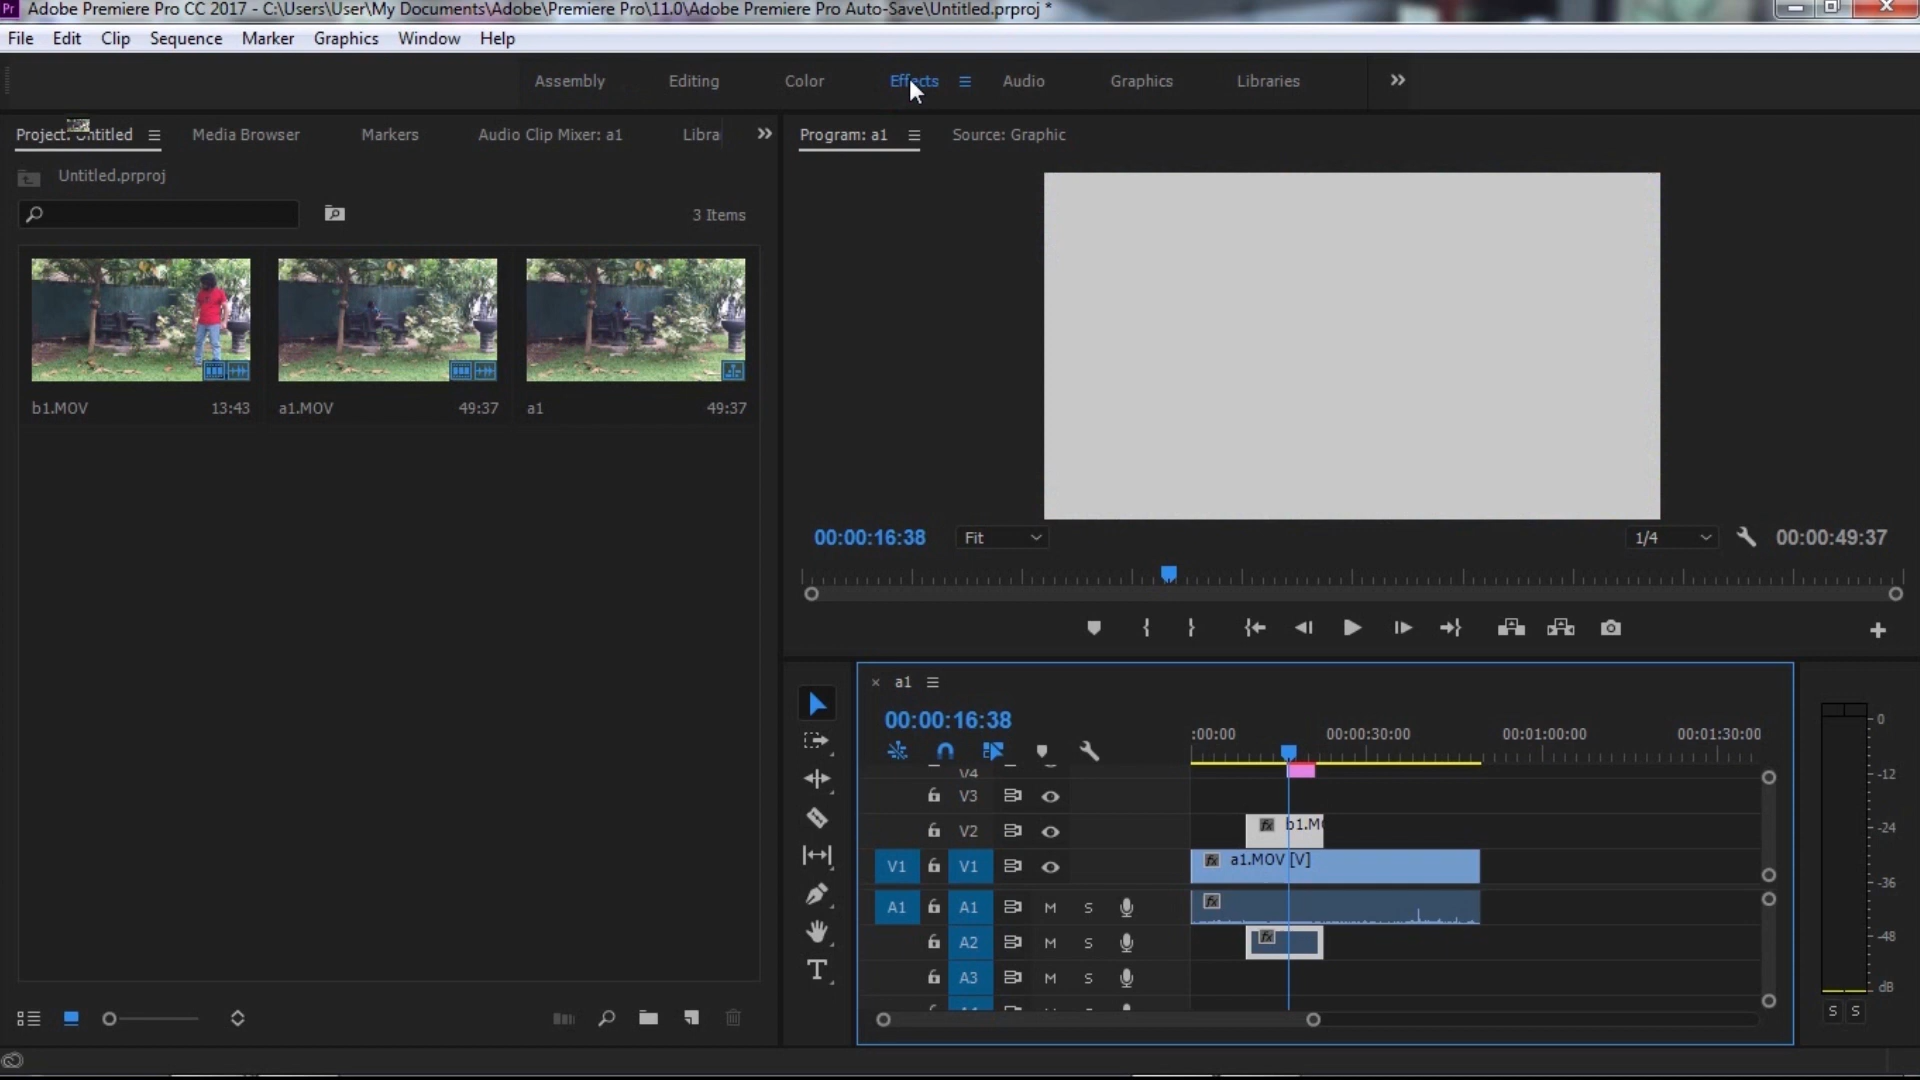 Pr Adobe Premiere Pro CC 2017 - C:\Users\User\My Documents\Adobe\Premiere Pro\11.0\Adobe Premiere Pro Auto-Save\Untitled.prproj *
File Edit Clip Sequence Marker Graphics Window Help
Assembly Editing Color Effects Audio Graphics Libraries
Project: Untitled Media Browser Markers Audio Clip Mixer: a1 Libra
Program: a1 Source: Graphic
Untitled.prproj
3 Items
b1.MOV 13:43 a1.MOV 49:37 a1 49:37
00:00:16:38 Fit 1/4 00:00:49:37
a1
00:00:16:38
:00:00 00:00:30:00 00:01:00:00 00:01:30:00
V4
V3
V2 fx b1.M
V1 V1 fx a1.MOV [V]
A1 A1 M S fx
A2 M S fx
A3 M S
T
0
-12
-24
-36
-48
dB
S S